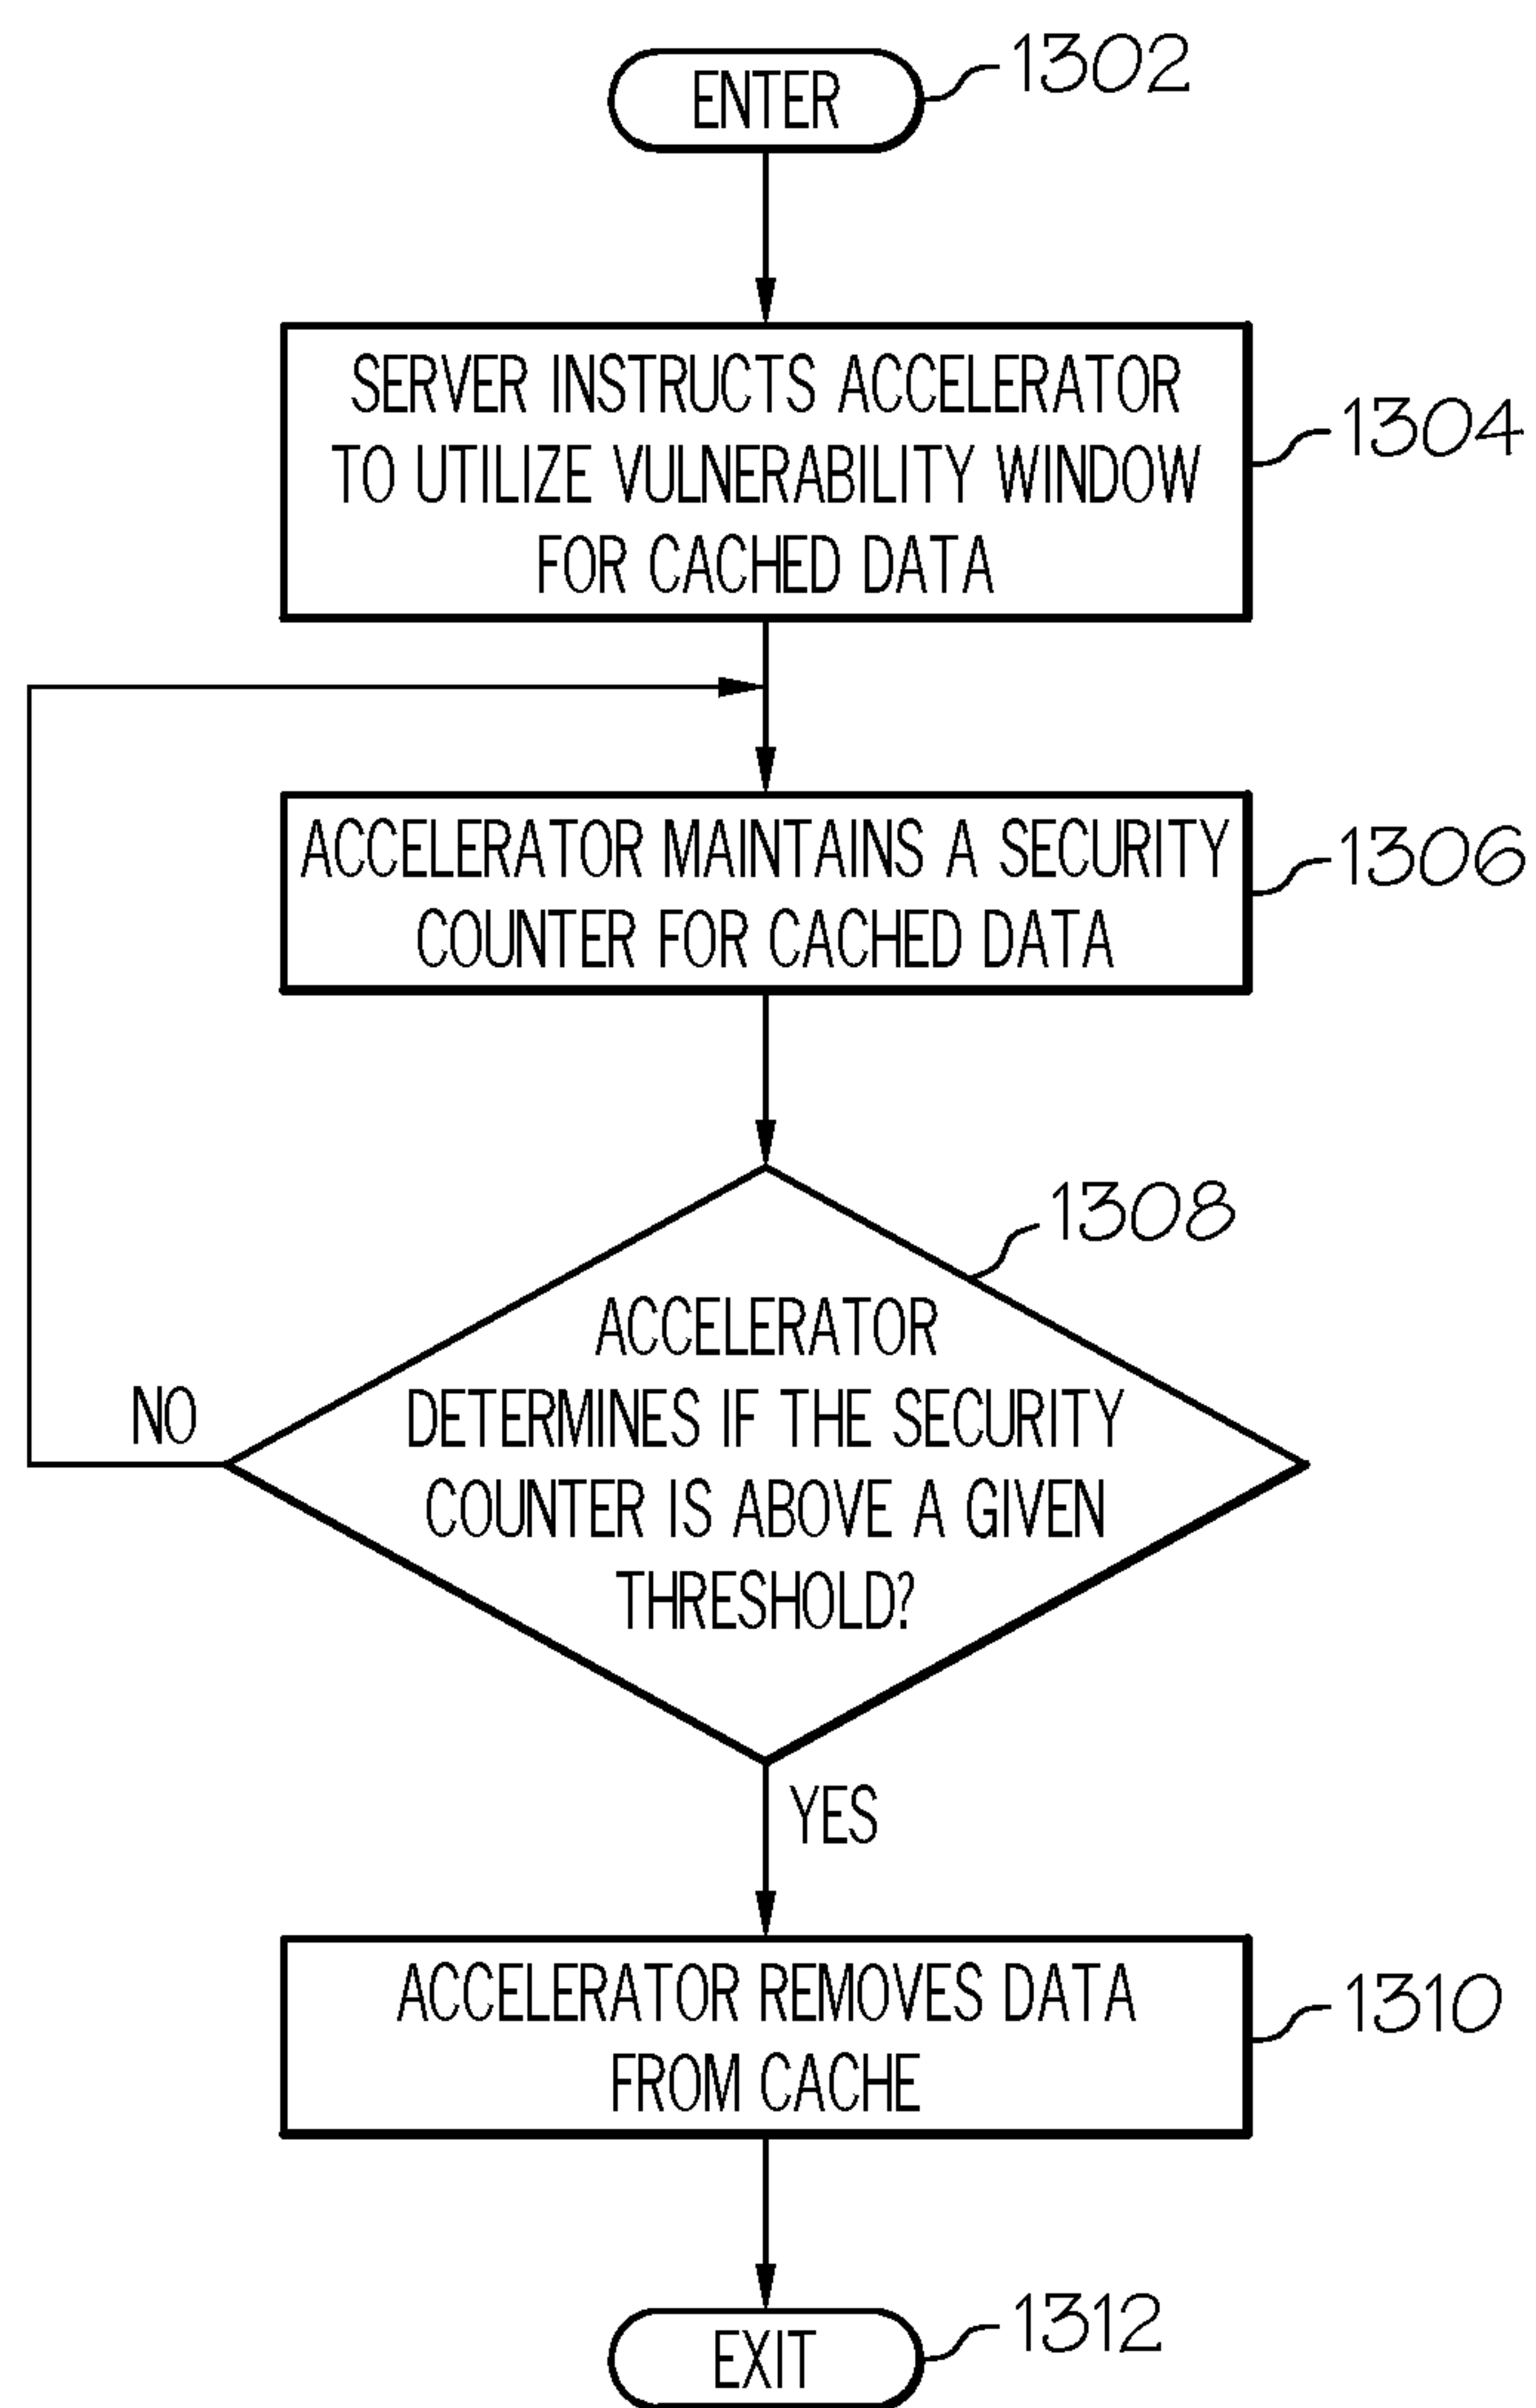 ENTER
1302
SERVER INSTRUCTS ACCELERATOR
TO UTILIZE VULNERABILITY WINDOW
FOR CACHED DATA
1304
ACCELERATOR MAINTAINS A SECURITY
COUNTER FOR CACHED DATA
1306
1308
ACCELERATOR
DETERMINES IF THE SECURITY
COUNTER IS ABOVE A GIVEN
THRESHOLD?
NO
YES
ACCELERATOR REMOVES DATA
FROM CACHE
1310
EXIT
1312